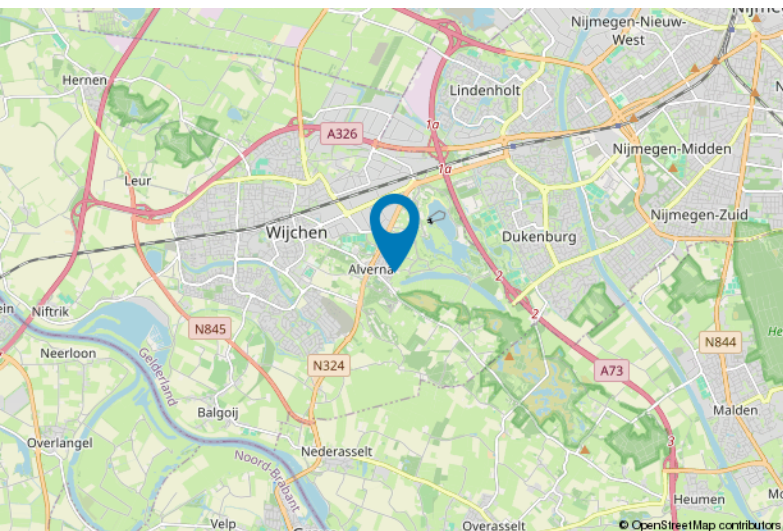 Nijmegen-Nieuw-
West
Hernen
Lindenholt
1a
A326
Nijmegen-Midden
1a
Leur
Nijmegen-Zuid
Wijchen
Dukenburg
Alverna
2
Niftrik
2
N845
N844
Neerloon
Gelderland
N324
A73
Balgoij
Malden
Overlangel
3
Nederasselt
Noord-Brabant
Heumen
Velp
Overasselt
© OpenStreetMap contributors